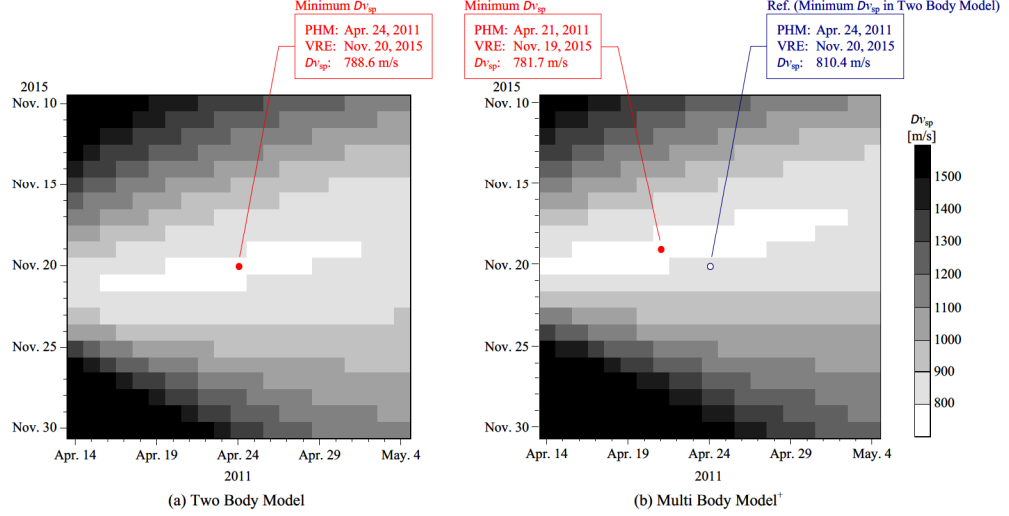 Minimum Dvsp
PHM: Apr. 24, 2011
VRE: Nov. 20, 2015
Dvsp: 788.6 m/s
Minimum Dvsp
PHM: Apr. 21, 2011
VRE: Nov. 19, 2015
Dvsp: 781.7 m/s
Ref. (Minimum Dvsp in Two Body Model)
PHM: Apr. 24, 2011
VRE: Nov. 20, 2015
Dvsp: 810.4 m/s
2015
Nov. 10
Nov. 15
Nov. 20
Nov. 25
Nov. 30
Apr. 14
Apr. 19
Apr. 24
Apr. 29
May. 4
2011
(a) Two Body Model
2015
Nov. 10
Nov. 15
Nov. 20
Nov. 25
Nov. 30
Apr. 14
Apr. 19
Apr. 24
Apr. 29
May. 4
2011
(b) Multi Body Model+
Dvsp
[m/s]
1500
1400
1300
1200
1100
1000
900
800